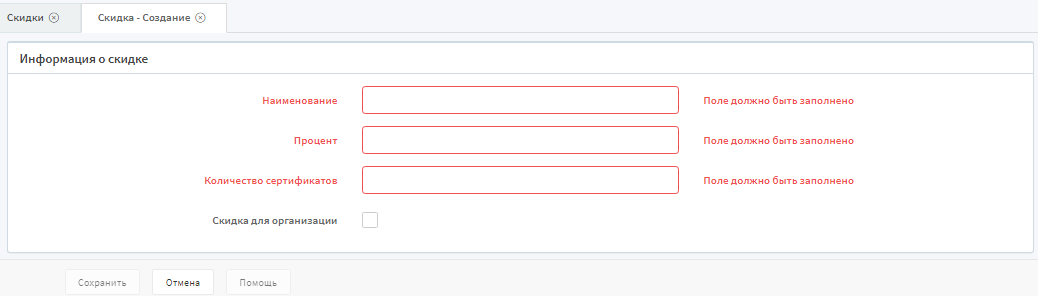 Скидки
Скидка - Создание
Информация о скидке
Наименование
Поле должно быть заполнено
Процент
Поле должно быть заполнено
Количество сертификатов
Поле должно быть заполнено
Скидка для организации
Сохранить
Отмена
Помощь